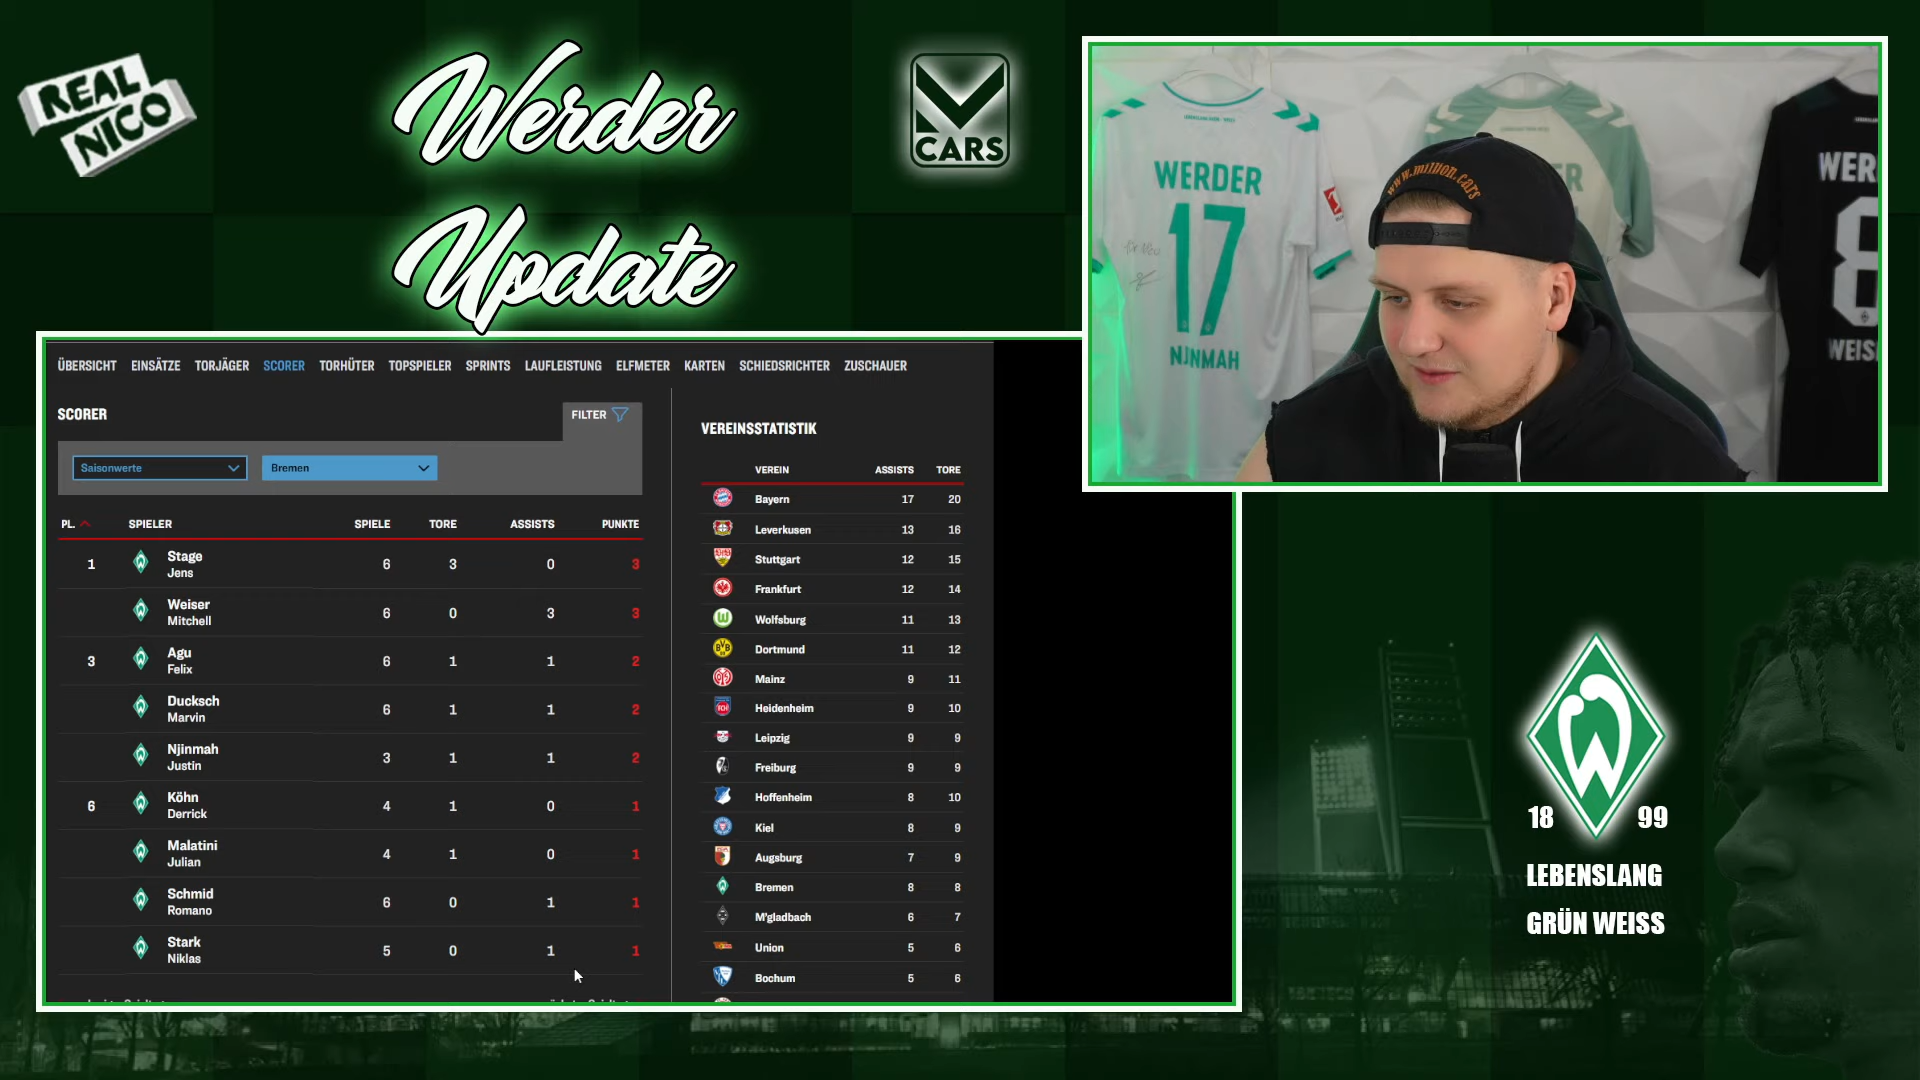 REAL
NICO
Werder
Update
CARS
WERDER
17
NJINMAH
www.million.cars
WER
8
WEIS
ÜBERSICHT EINSÄTZE TORJÄGER SCORER TORHÜTER TOPSPIELER SPRINTS LAUFLEISTUNG ELFMETER KARTEN SCHIEDSRICHTER ZUSCHAUER
SCORER
FILTER
Saisonwerte Bremen
PL. SPIELER SPIELE TORE ASSISTS PUNKTE
1 Stage Jens 6 3 0 3
Weiser Mitchell 6 0 3 3
3 Agu Felix 6 1 1 2
Ducksch Marvin 6 1 1 2
Njinmah Justin 3 1 1 2
6 Köhn Derrick 4 1 0 1
Malatini Julian 4 1 0 1
Schmid Romano 6 0 1 1
Stark Niklas 5 0 1 1
VEREINSSTATISTIK
VEREIN ASSISTS TORE
Bayern 17 20
Leverkusen 13 16
Stuttgart 12 15
Frankfurt 12 14
Wolfsburg 11 13
Dortmund 11 12
Mainz 9 11
Heidenheim 9 10
Leipzig 9 9
Freiburg 9 9
Hoffenheim 8 10
Kiel 8 9
Augsburg 7 9
Bremen 8 8
M'gladbach 6 7
Union 5 6
Bochum 5 6
18 99
LEBENSLANG
GRÜN WEISS